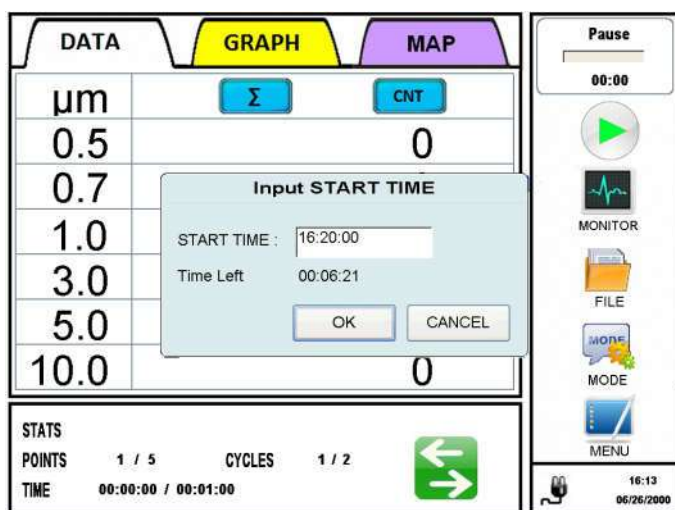 DATA GRAPH MAP
µm Σ CNT
0.5 0
0.7
1.0
3.0
5.0
10.0 0
Input START TIME
START TIME : 16:20:00
Time Left 00:06:21
OK CANCEL
STATS
POINTS 1 / 5 CYCLES 1 / 2
TIME 00:00:00 / 00:01:00
Pause
00:00
MONITOR
FILE
MODE
MODE
MENU
16:13
06/26/2000